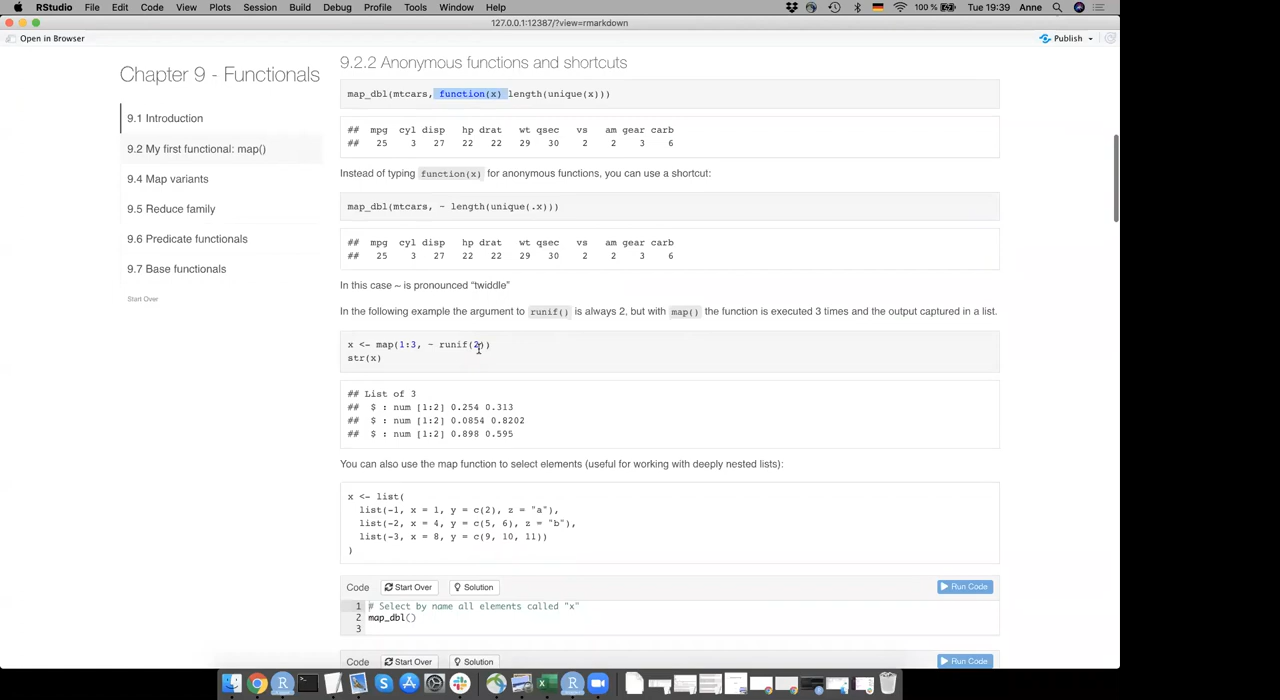 RStudio File Edit Code View Plots Session Build Debug Profile Tools Window Help 100 % Tue 19:39 Anne
127.0.0.1:12387/?view=rmarkdown
Open in Browser Publish
Chapter 9 - Functionals
9.1 Introduction
9.2 My first functional: map()
9.4 Map variants
9.5 Reduce family
9.6 Predicate functionals
9.7 Base functionals
Start Over
9.2.2 Anonymous functions and shortcuts
map_dbl(mtcars, function(x) length(unique(x)))
## mpg cyl disp hp drat wt qsec vs am gear carb
## 25 3 27 22 22 29 30 2 2 3 6
Instead of typing function(x) for anonymous functions, you can use a shortcut:
map_dbl(mtcars, ~ length(unique(.x)))
## mpg cyl disp hp drat wt qsec vs am gear carb
## 25 3 27 22 22 29 30 2 2 3 6
In this case ~ is pronounced “twiddle”
In the following example the argument to runif() is always 2, but with map() the function is executed 3 times and the output captured in a list.
x <- map(1:3, ~ runif(2))
str(x)
## List of 3
## $ : num [1:2] 0.254 0.313
## $ : num [1:2] 0.0854 0.8202
## $ : num [1:2] 0.898 0.595
You can also use the map function to select elements (useful for working with deeply nested lists):
x <- list(
list(-1, x = 1, y = c(2), z = "a"),
list(-2, x = 4, y = c(5, 6), z = "b"),
list(-3, x = 8, y = c(9, 10, 11))
)
Code Start Over Solution Run Code
1 # Select by name all elements called "x"
2 map_dbl()
3
Code Start Over Solution Run Code